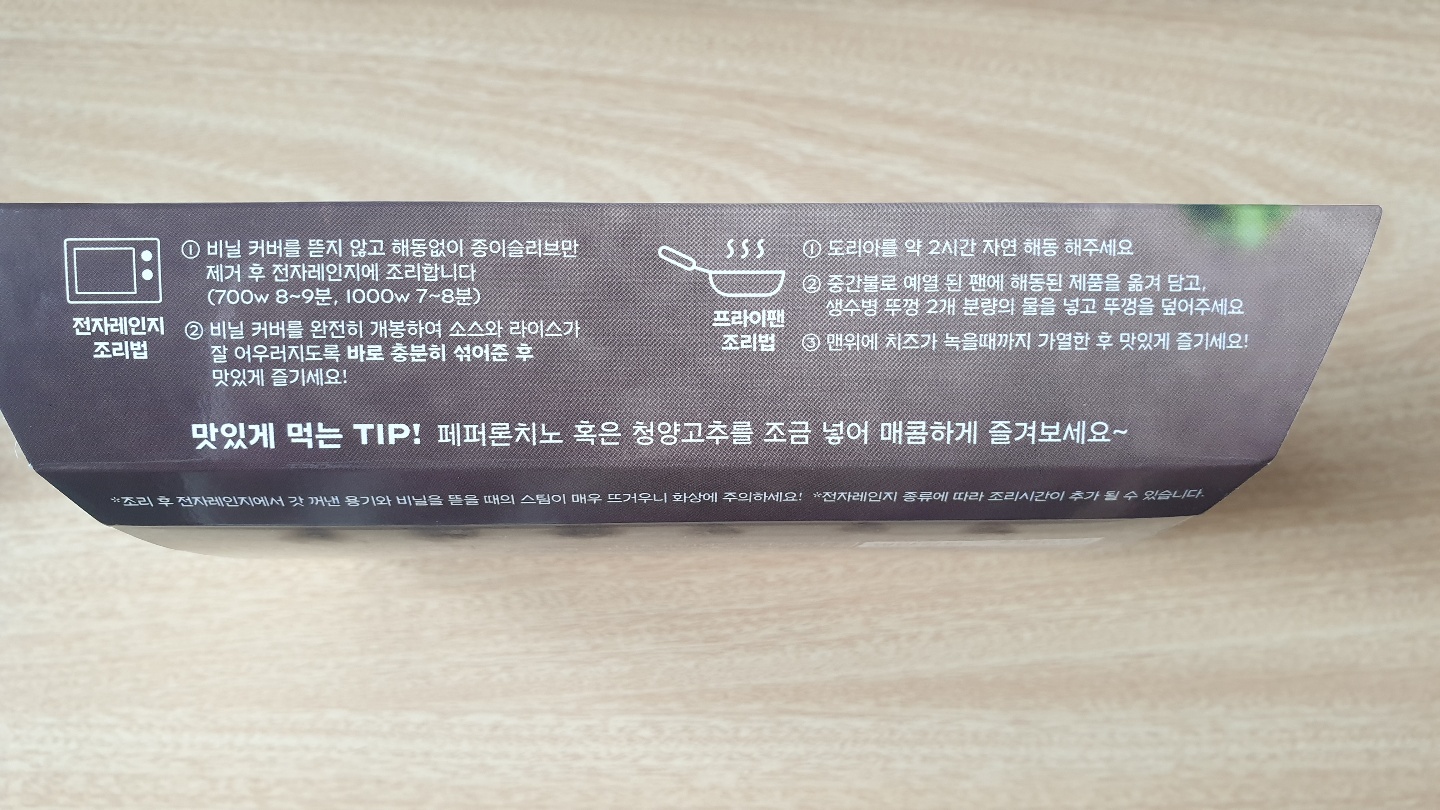 전자레인지
조리법
① 비닐 커버를 뜯지 않고 해동없이 종이슬리브만
제거 후 전자레인지에 조리합니다
(700w 8~9분, 1000w 7~8분)
② 비닐 커버를 완전히 개봉하여 소스와 라이스가
잘 어우러지도록 바로 충분히 섞어준 후
맛있게 즐기세요!
프라이팬
조리법
① 도리아를 약 2시간 자연 해동 해주세요
② 중간불로 예열 된 팬에 해동된 제품을 옮겨 담고,
생수병 뚜껑 2개 분량의 물을 넣고 뚜껑을 덮어주세요
③ 맨위에 치즈가 녹을때까지 가열한 후 맛있게 즐기세요!
맛있게 먹는 TIP! 페퍼론치노 혹은 청양고추를 조금 넣어 매콤하게 즐겨보세요~
*조리 후 전자레인지에서 갓 꺼낸 용기와 비닐을 뜯을 때의 스팀이 매우 뜨거우니 화상에 주의하세요! *전자레인지 종류에 따라 조리시간이 추가 될 수 있습니다.